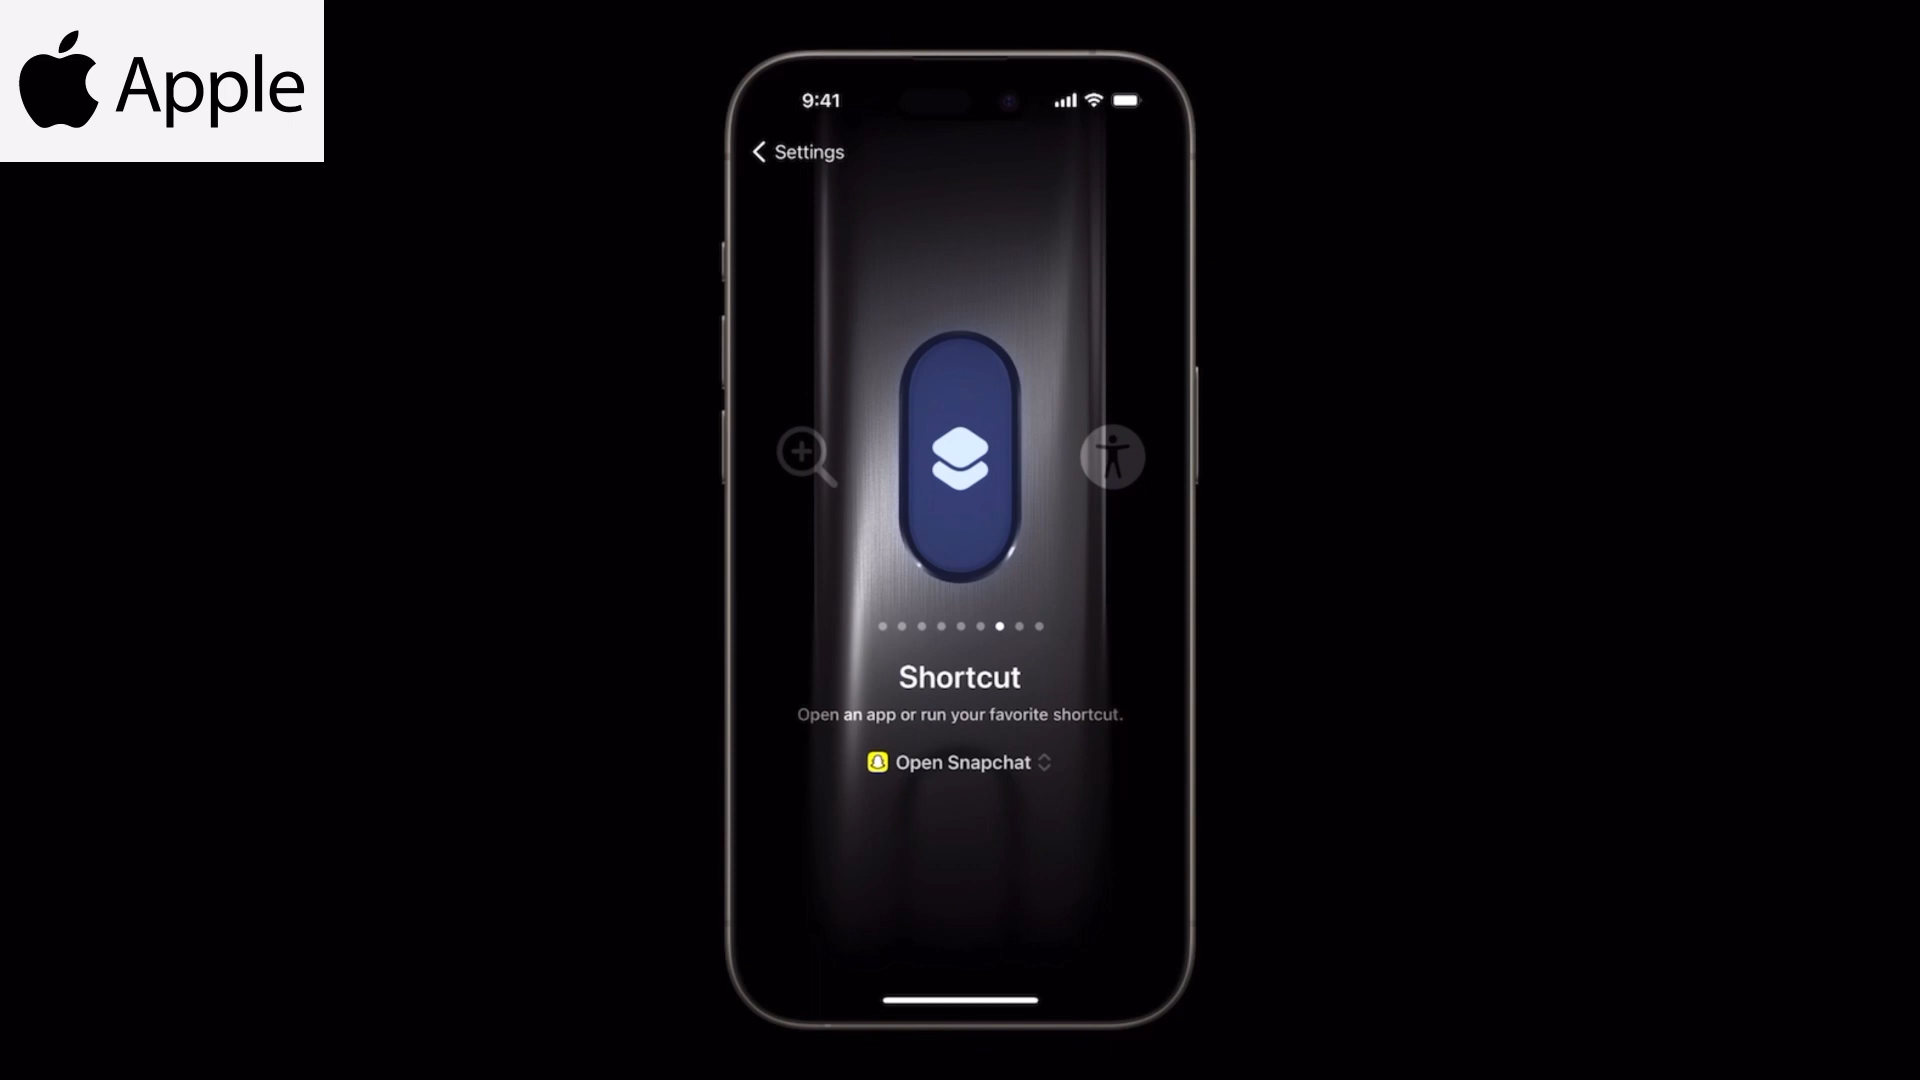 Apple
9:41
Settings
Shortcut
Open an app or run your favorite shortcut.
Open Snapchat